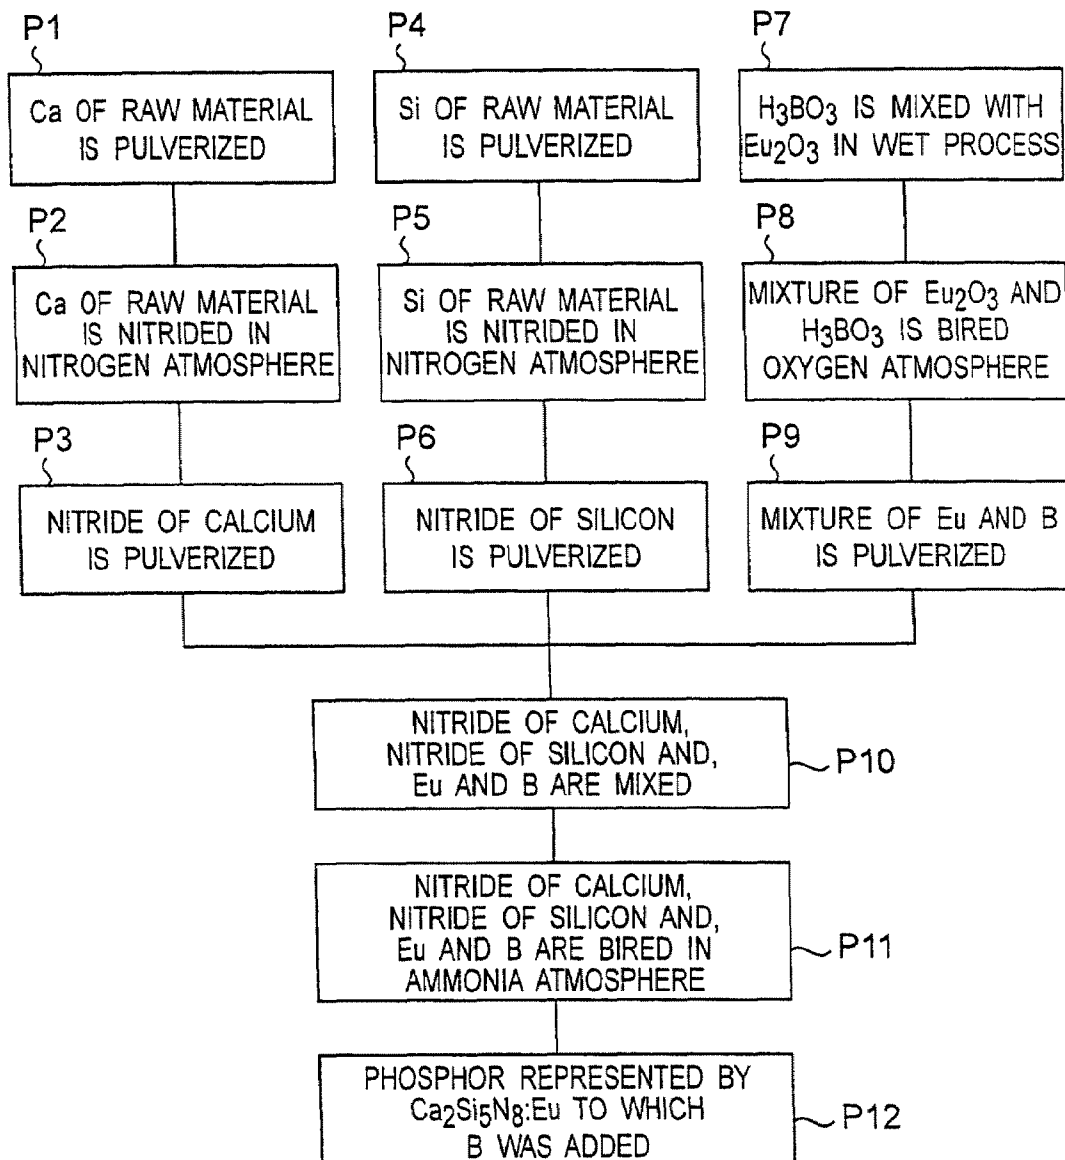 P1
Ca OF RAW MATERIAL
IS PULVERIZED
P4
Si OF RAW MATERIAL
IS PULVERIZED
P7
H3BO3 IS MIXED WITH
Eu2O3 IN WET PROCESS
P2
Ca OF RAW MATERIAL
IS NITRIDED IN
NITROGEN ATMOSPHERE
P5
Si OF RAW MATERIAL
IS NITRIDED IN
NITROGEN ATMOSPHERE
P8
MIXTURE OF Eu2O3 AND
H3BO3 IS BIRED
OXYGEN ATMOSPHERE
P3
NITRIDE OF CALCIUM
IS PULVERIZED
P6
NITRIDE OF SILICON
IS PULVERIZED
P9
MIXTURE OF Eu AND B
IS PULVERIZED
NITRIDE OF CALCIUM,
NITRIDE OF SILICON AND,
Eu AND B ARE MIXED
P10
NITRIDE OF CALCIUM,
NITRIDE OF SILICON AND,
Eu AND B ARE BIRED IN
AMMONIA ATMOSPHERE
P11
PHOSPHOR REPRESENTED BY
Ca2Si5N8:Eu TO WHICH
B WAS ADDED
P12